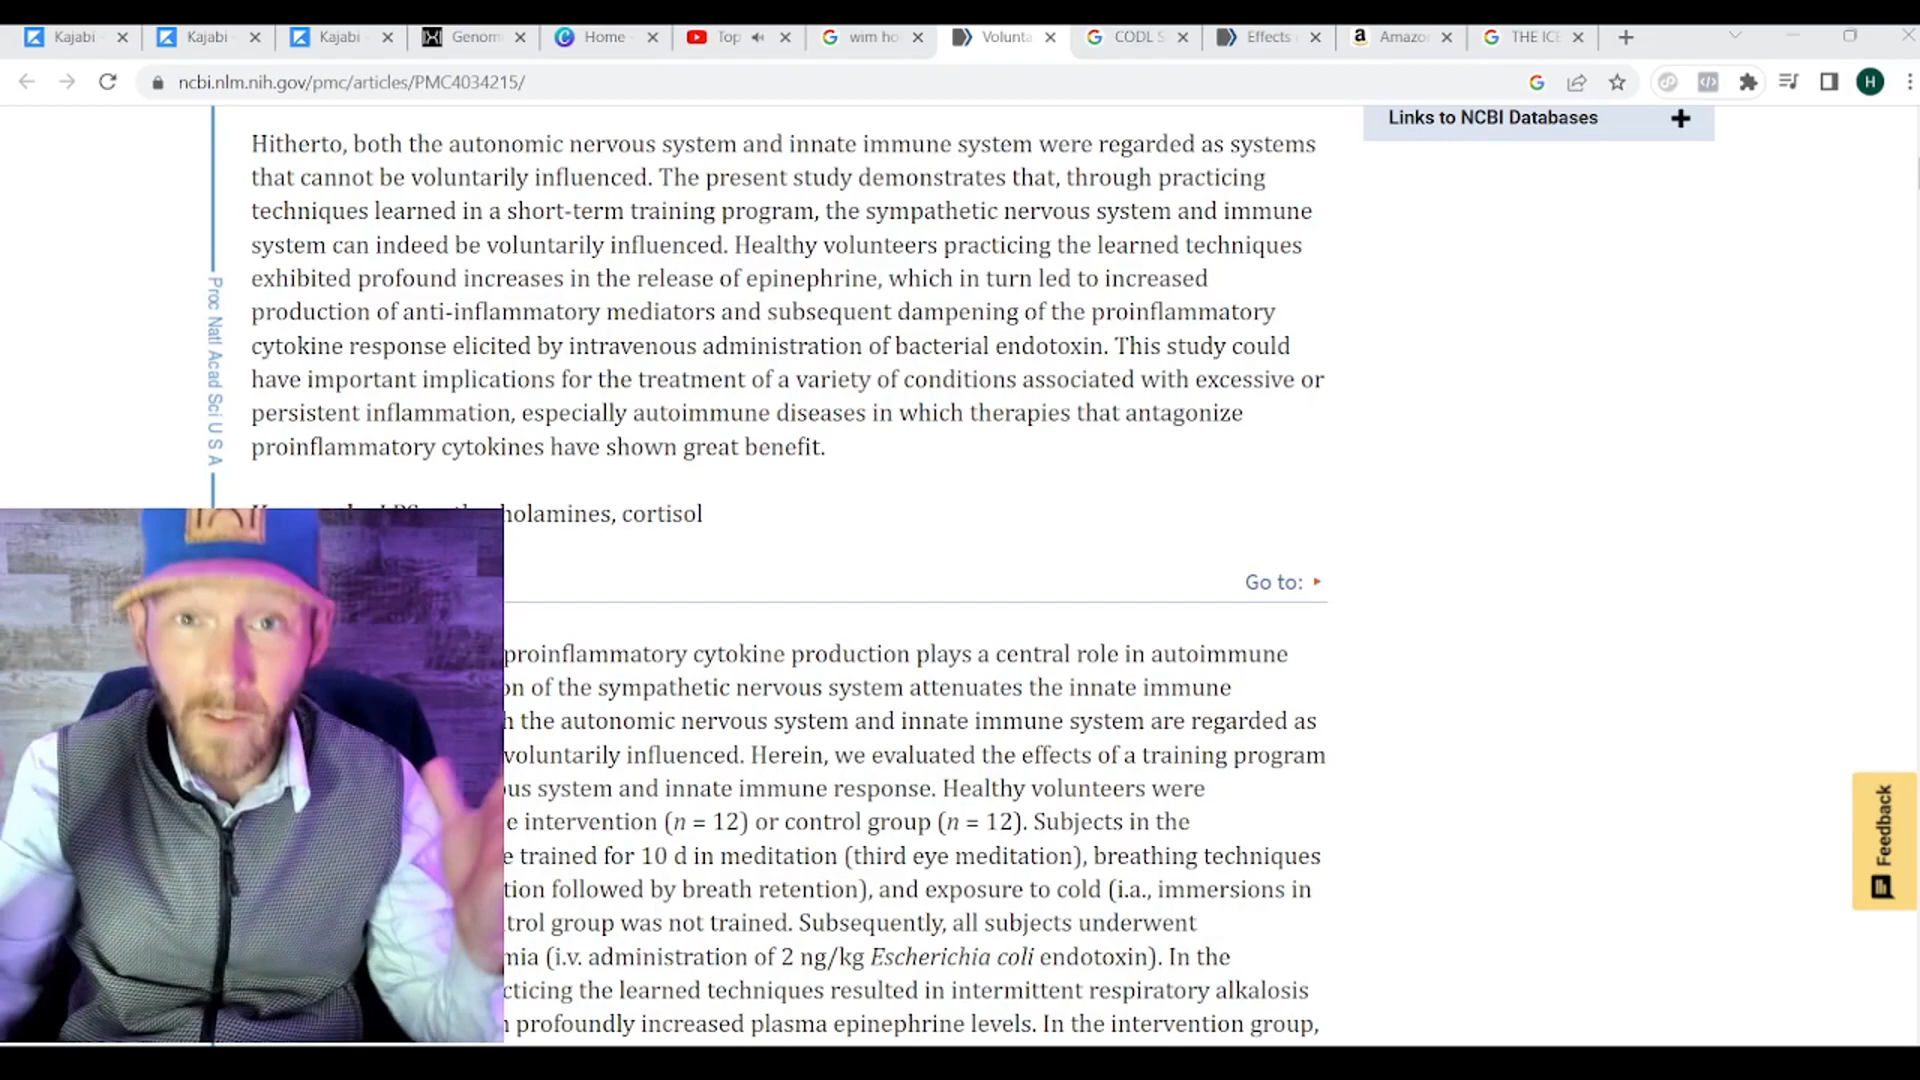 Kajabi
Kajabi
Kajabi
Genom
Home
Top
wim ho
Volunta
CODL S
Effects
Amazo
THE ICE
ncbi.nlm.nih.gov/pmc/articles/PMC4034215/
H
Links to NCBI Databases
Hitherto, both the autonomic nervous system and innate immune system were regarded as systems
that cannot be voluntarily influenced. The present study demonstrates that, through practicing
techniques learned in a short-term training program, the sympathetic nervous system and immune
system can indeed be voluntarily influenced. Healthy volunteers practicing the learned techniques
exhibited profound increases in the release of epinephrine, which in turn led to increased
production of anti-inflammatory mediators and subsequent dampening of the proinflammatory
cytokine response elicited by intravenous administration of bacterial endotoxin. This study could
have important implications for the treatment of a variety of conditions associated with excessive or
persistent inflammation, especially autoimmune diseases in which therapies that antagonize
proinflammatory cytokines have shown great benefit.
Proc Natl Acad Sci U S A
holamines, cortisol
Go to:
proinflammatory cytokine production plays a central role in autoimmune
on of the sympathetic nervous system attenuates the innate immune
h the autonomic nervous system and innate immune system are regarded as
voluntarily influenced. Herein, we evaluated the effects of a training program
us system and innate immune response. Healthy volunteers were
e intervention (n = 12) or control group (n = 12). Subjects in the
e trained for 10 d in meditation (third eye meditation), breathing techniques
tion followed by breath retention), and exposure to cold (i.a., immersions in
trol group was not trained. Subsequently, all subjects underwent
mia (i.v. administration of 2 ng/kg Escherichia coli endotoxin). In the
cticing the learned techniques resulted in intermittent respiratory alkalosis
profoundly increased plasma epinephrine levels. In the intervention group,
Feedback